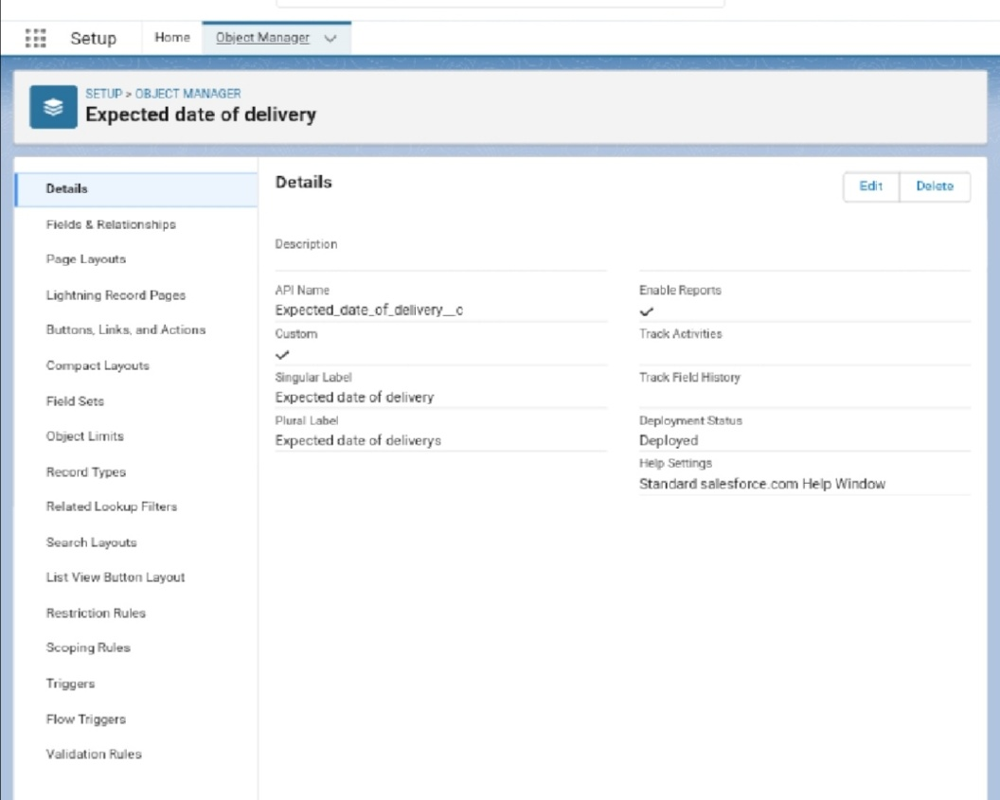 Setup
Home
Object Manager
SETUP > OBJECT MANAGER
Expected date of delivery
Details
Fields & Relationships
Page Layouts
Lightning Record Pages
Buttons, Links, and Actions
Compact Layouts
Field Sets
Object Limits
Record Types
Related Lookup Filters
Search Layouts
List View Button Layout
Restriction Rules
Scoping Rules
Triggers
Flow Triggers
Validation Rules
Details
Edit
Delete
Description
API Name
Expected_date_of_delivery__c
Custom
Singular Label
Expected date of delivery
Plural Label
Expected date of deliverys
Enable Reports
Track Activities
Track Field History
Deployment Status
Deployed
Help Settings
Standard salesforce.com Help Window